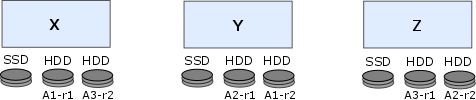 X Y Z
SSD HDD HDD SSD HDD HDD SSD HDD HDD
A1-r1 A3-r2 A2-r1 A1-r2 A3-r1 A2-r2